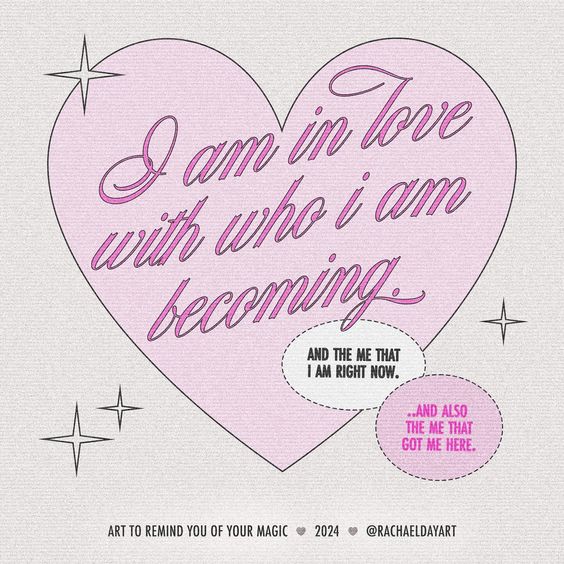 I am in love
with who i am
becoming.
AND THE ME THAT
I AM RIGHT NOW.
..AND ALSO
THE ME THAT
GOT ME HERE.
ART TO REMIND YOU OF YOUR MAGIC ♥ 2024 ♥ @RACHAELDAYART